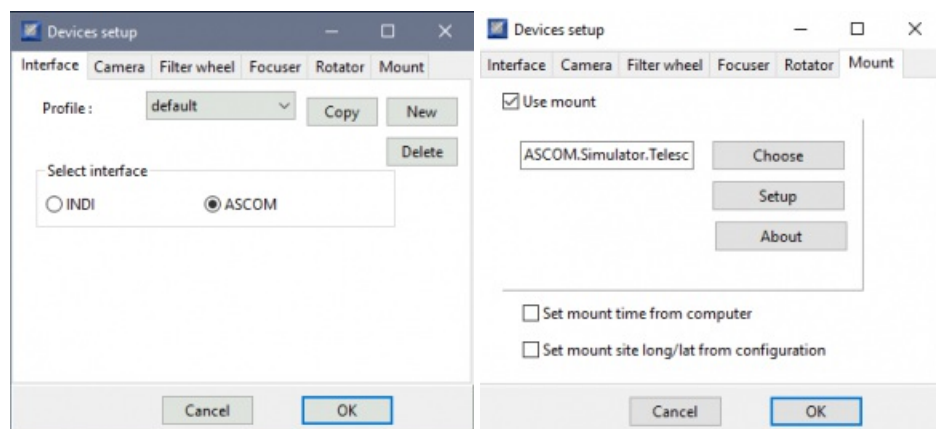 Devices setup
Interface Camera Filter wheel Focuser Rotator Mount
Profile : default Copy New
Delete
Select interface
INDI ASCOM
Cancel OK
Devices setup
Interface Camera Filter wheel Focuser Rotator Mount
Use mount
ASCOM.Simulator.Telesc Choose
Setup
About
Set mount time from computer
Set mount site long/lat from configuration
Cancel OK